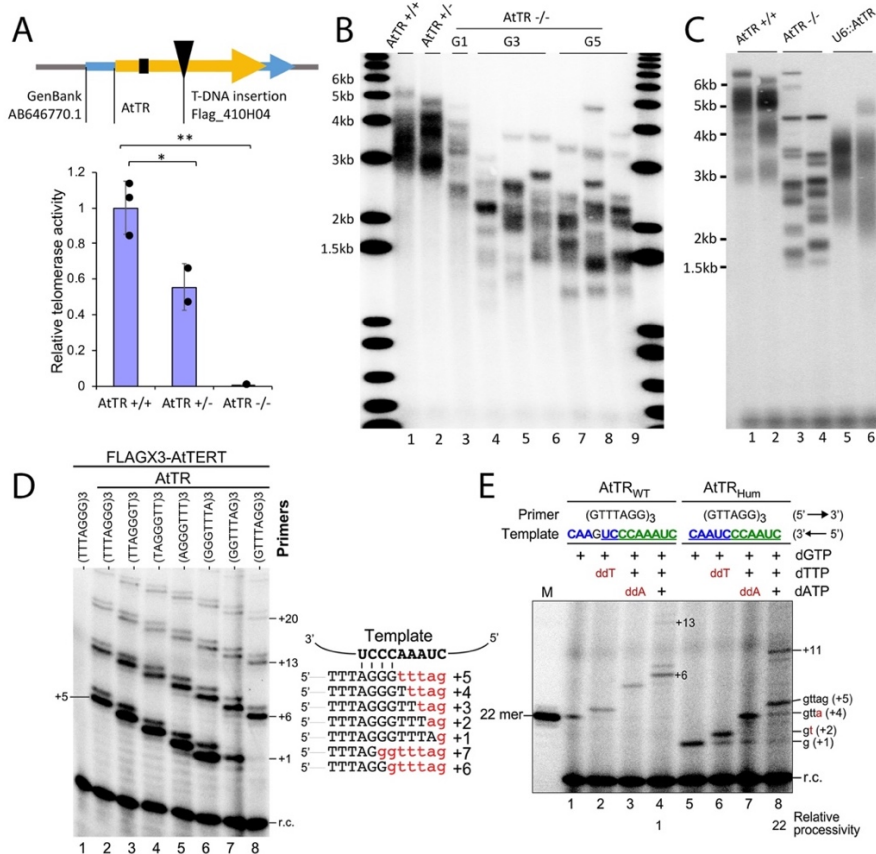 A
GenBank
AB646770.1
AtTR
T-DNA insertion
Flag_410H04
**
*
Relative telomerase activity
1.2
1
0.8
0.6
0.4
0.2
0
AtTR +/+
AtTR +/-
AtTR -/-
B
AtTR +/+
AtTR +/-
AtTR -/-
G1
G3
G5
6kb
5kb
4kb
3kb
2kb
1.5kb
1 2 3 4 5 6 7 8 9
C
AtTR +/+
AtTR -/-
U6::AtTR
6kb
5kb
4kb
3kb
2kb
1.5kb
1 2 3 4 5 6
D
FLAGX3-AtTERT
AtTR
(TTTAGGG)3
(TTTAGGG)3
(TTAGGGT)3
(TAGGGTT)3
(AGGGTTT)3
(GGGTTTA)3
(GGTTTAG)3
(GTTTAGG)3
Primers
+20
+13
+5
+6
+1
r.c.
1 2 3 4 5 6 7 8
Template
3' 5'
UCCCAAAUC
5' TTTAGGGtttag +5
5' TTTAGGGTttag +4
5' TTTAGGGTTtag +3
5' TTTAGGGTTTag +2
5' TTTAGGGTTTAg +1
5' TTTAGggtttag +7
5' TTTAGGgtttag +6
E
AtTRWT
AtTRHum
Primer (GTTTAGG)3 (GTTAGG)3 (5' → 3')
Template CAAGUCCCAAAUC CAAUCCCAAUC (3' ← 5')
+ + + + + + + + dGTP
ddT + + ddT + + dTTP
ddA + ddA + dATP
M
+13
+6
22 mer
+11
gttag (+5)
gtta (+4)
gt (+2)
g (+1)
r.c.
1 2 3 4 5 6 7 8
1 22 Relative
processivity